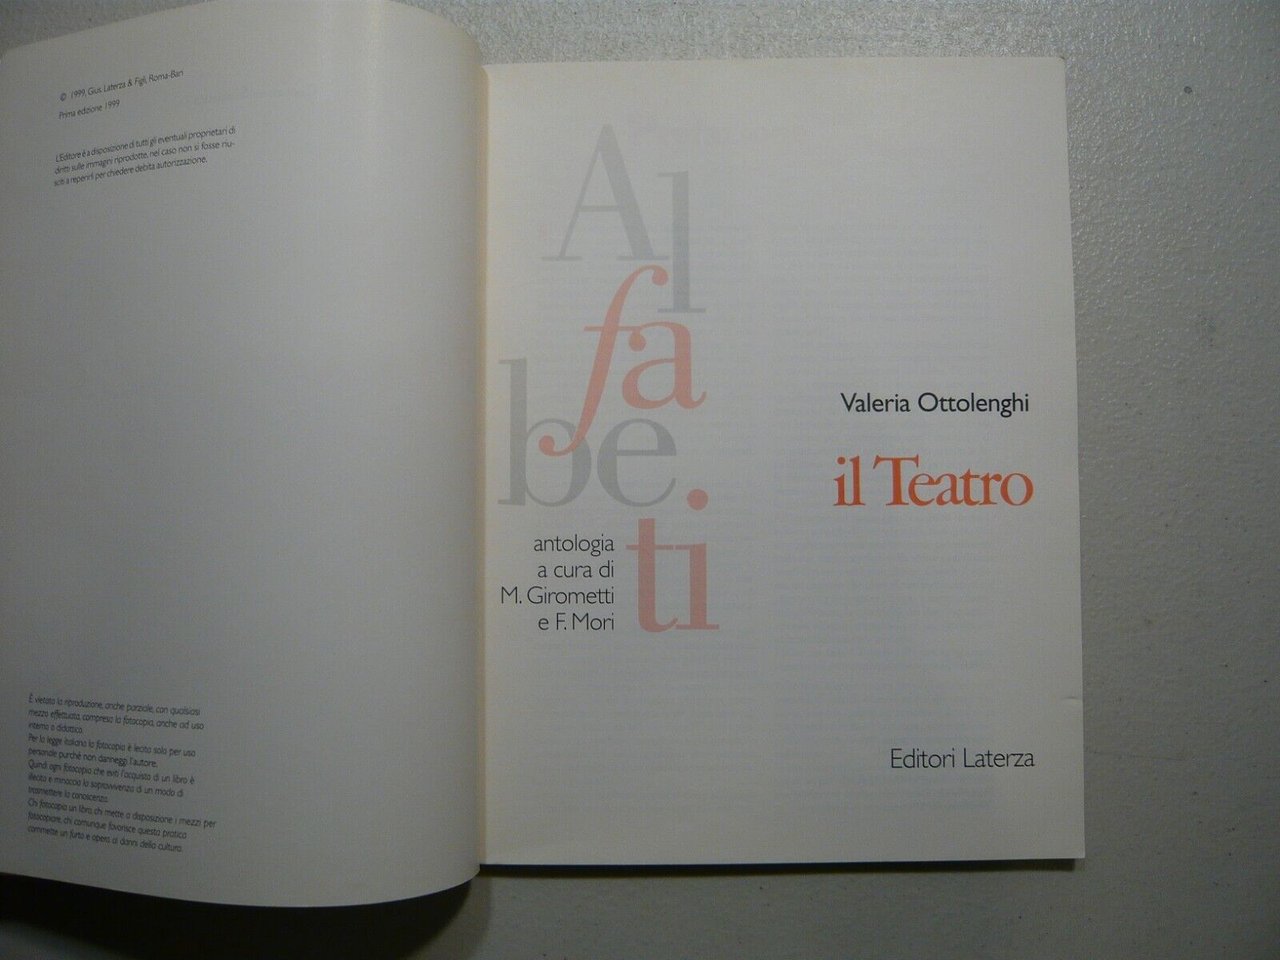 © 1999, Gius. Laterza & Figli, Roma-Bari
Prima edizione 1999
L'Editore è a disposizione di tutti gli eventuali proprietari di
diritti sulle immagini riprodotte, nel caso non si fosse riu-
sciti a reperirli per chiedere debita autorizzazione.
È vietata la riproduzione, anche parziale, con qualsiasi
mezzo effettuata, compresa la fotocopia, anche ad uso
interno o didattico.
Per la legge italiana la fotocopia è lecita solo per uso
personale purché non danneggi l'autore.
Quindi ogni fotocopia che eviti l'acquisto di un libro è
illecita e minaccia la sopravvivenza di un modo di
trasmettere la conoscenza.
Chi fotocopia un libro, chi mette a disposizione i mezzi per
fotocopiare, chi comunque favorisce questa pratica
commette un furto e opera ai danni della cultura.
Al
fa
be
ti
antologia
a cura di
M. Girometti
e F. Mori
Valeria Ottolenghi
il Teatro
Editori Laterza